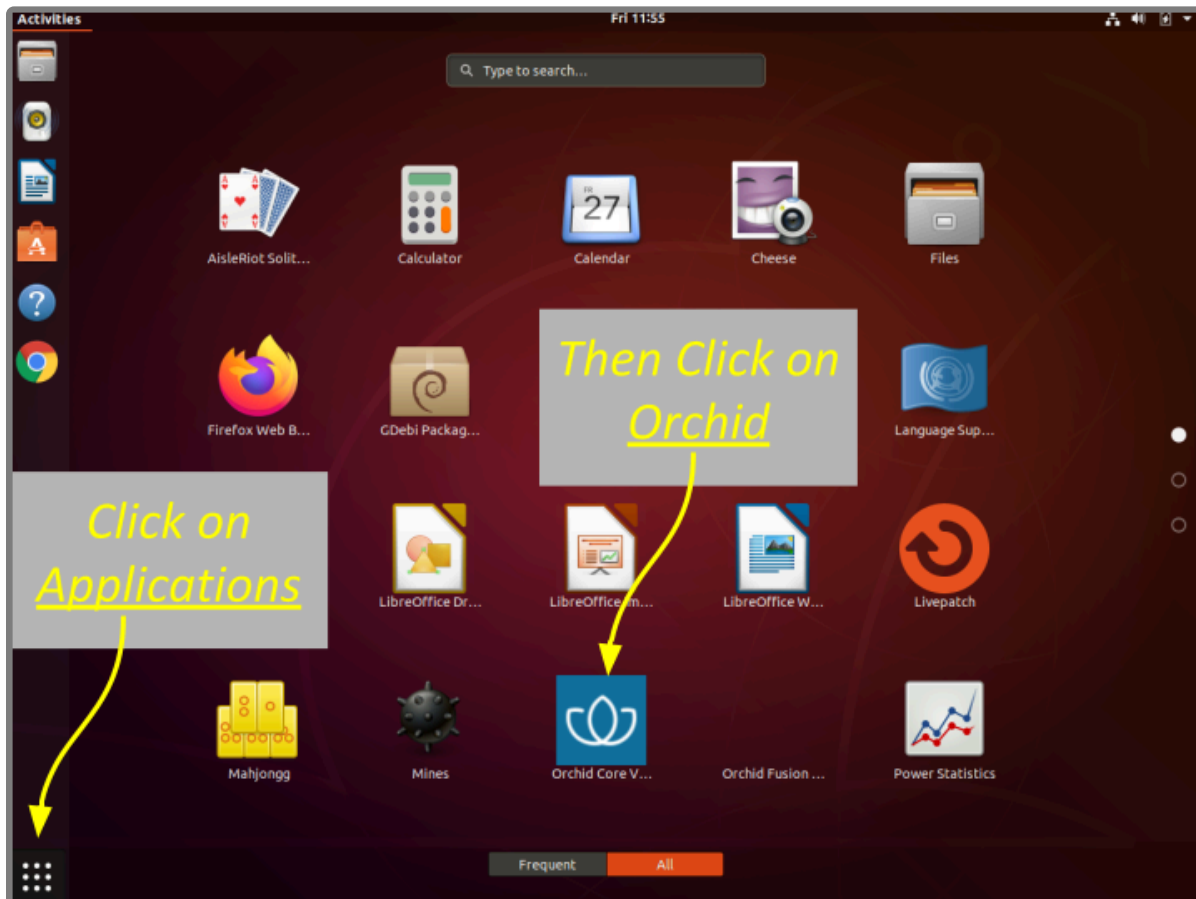 Activities
Fri 11:55
Type to search...
FR
27
AisleRiot Solit...
Calculator
Calendar
Cheese
Files
Then Click on
Orchid
Firefox Web B...
GDebi Packag...
Language Sup...
Click on
Applications
LibreOffice Dr...
LibreOffice Im...
LibreOffice W...
Livepatch
Mahjongg
Mines
Orchid Core V...
Orchid Fusion ...
Power Statistics
Frequent
All